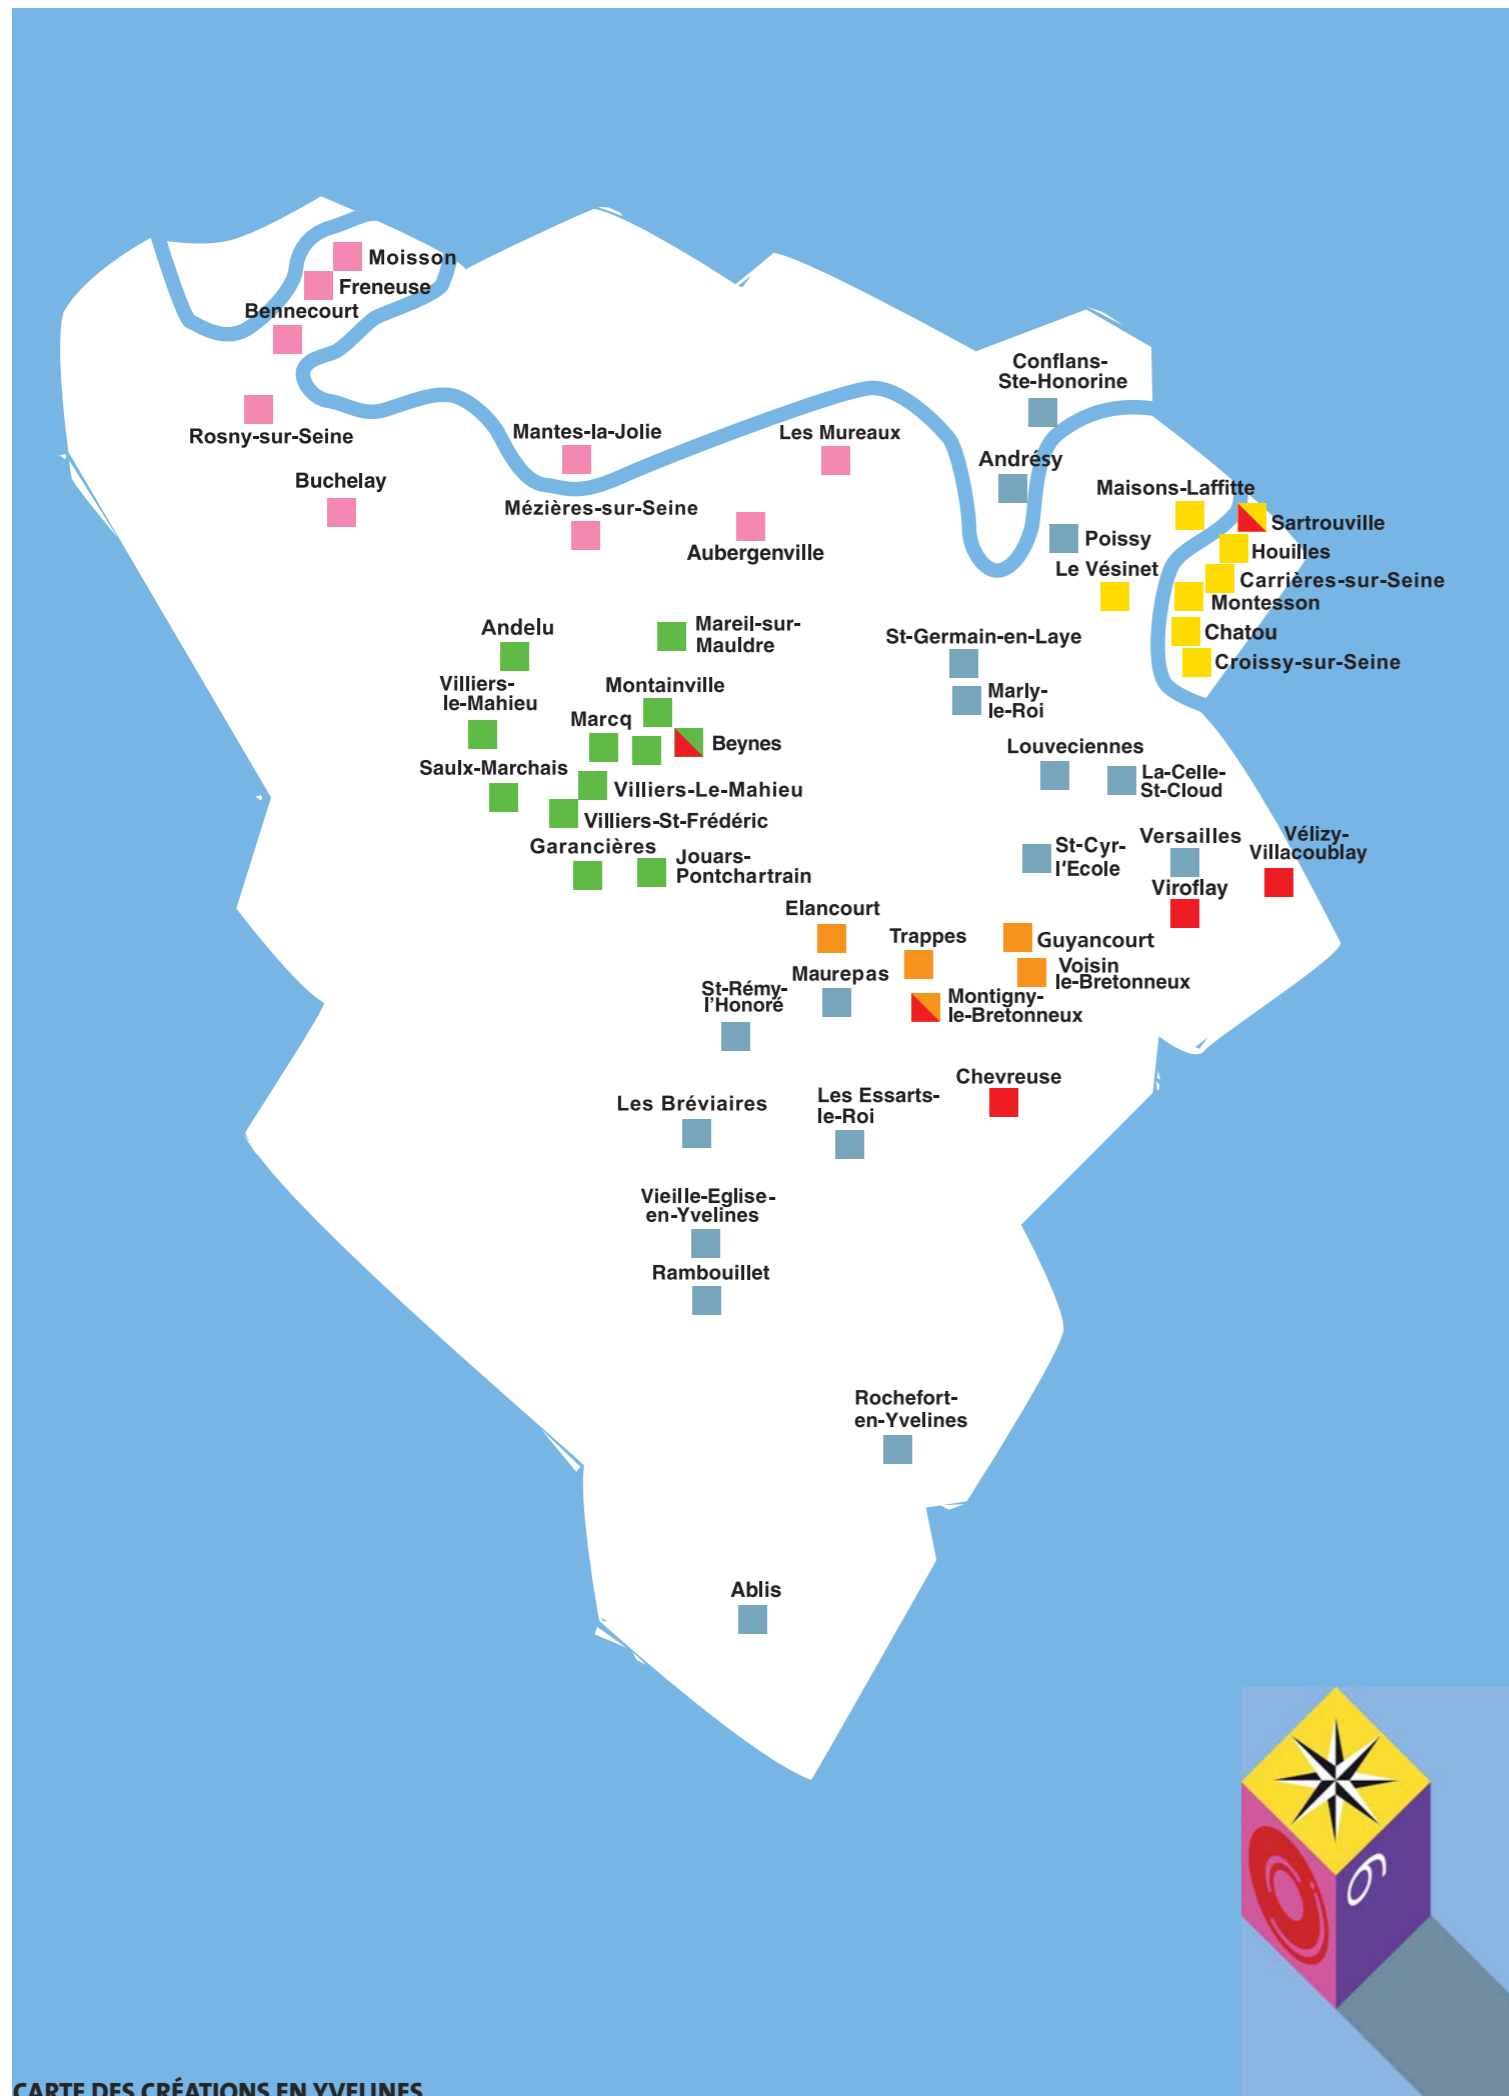 Moisson
Freneuse
Bennecourt
Rosny-sur-Seine
Buchelay
Mantes-la-Jolie
Mézières-sur-Seine
Les Mureaux
Aubergenville
Conflans-
Ste-Honorine
Andrésy
Poissy
Maisons-Laffitte
Sartrouville
Houilles
Carrières-sur-Seine
Le Vésinet
Montesson
Chatou
Croissy-sur-Seine
Andelu
Mareil-sur-
Mauldre
Villiers-
le-Mahieu
Montainville
Marcq
Beynes
Saulx-Marchais
Villiers-Le-Mahieu
Villiers-St-Frédéric
Garancières
Jouars-
Pontchartrain
St-Germain-en-Laye
Marly-
le-Roi
Louveciennes
La-Celle-
St-Cloud
St-Cyr-
l'Ecole
Versailles
Vélizy-
Villacoublay
Viroflay
Elancourt
Trappes
Guyancourt
Voisin
le-Bretonneux
Maurepas
St-Rémy-
l'Honoré
Montigny-
le-Bretonneux
Chevreuse
Les Bréviaires
Les Essarts-
le-Roi
Vieille-Eglise-
en-Yvelines
Rambouillet
Rochefort-
en-Yvelines
Ablis
6
CARTE DES CRÉATIONS EN YVELINES